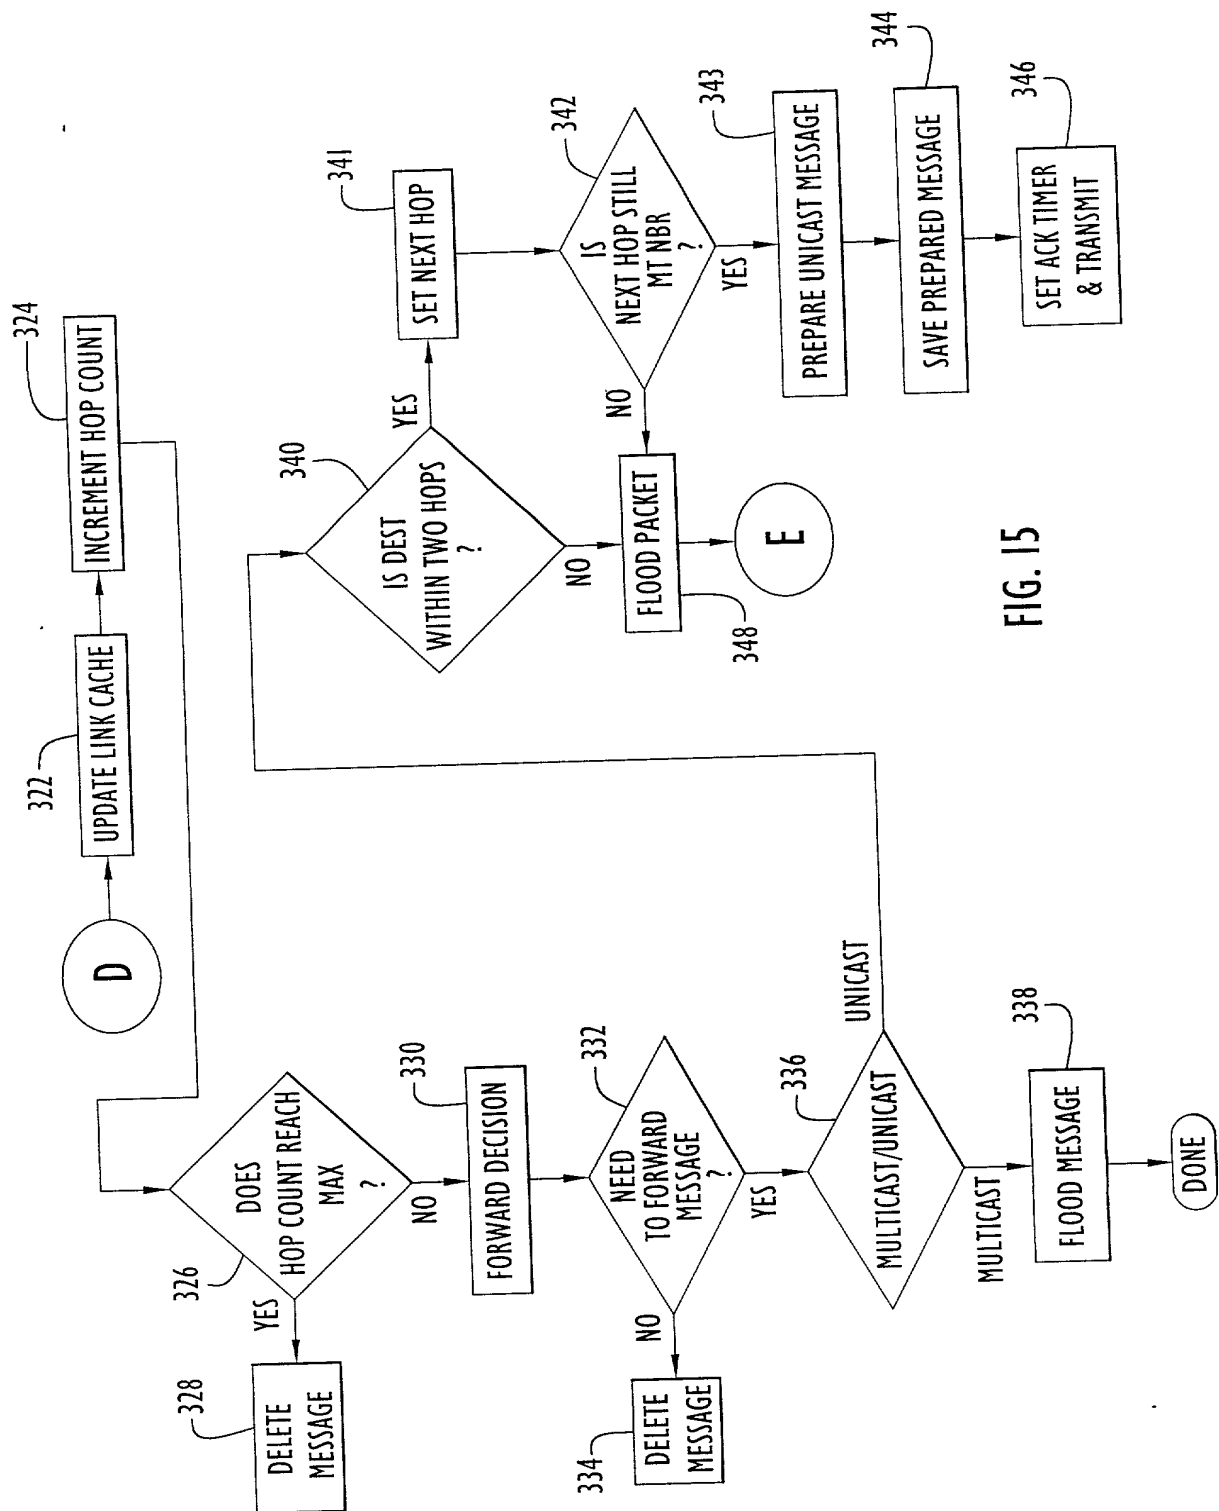 D
322
UPDATE LINK CACHE
324
INCREMENT HOP COUNT
326
DOES
HOP COUNT REACH
MAX
?
YES
328
DELETE
MESSAGE
NO
330
FORWARD DECISION
332
NEED
TO FORWARD
MESSAGE
?
NO
334
DELETE
MESSAGE
YES
336
MULTICAST/UNICAST
UNICAST
MULTICAST
338
FLOOD MESSAGE
DONE
340
IS DEST
WITHIN TWO HOPS
?
YES
341
SET NEXT HOP
342
IS
NEXT HOP STILL
MT NBR
?
NO
NO
FLOOD PACKET
348
E
YES
343
PREPARE UNICAST MESSAGE
344
SAVE PREPARED MESSAGE
346
SET ACK TIMER
& TRANSMIT
FIG. 15